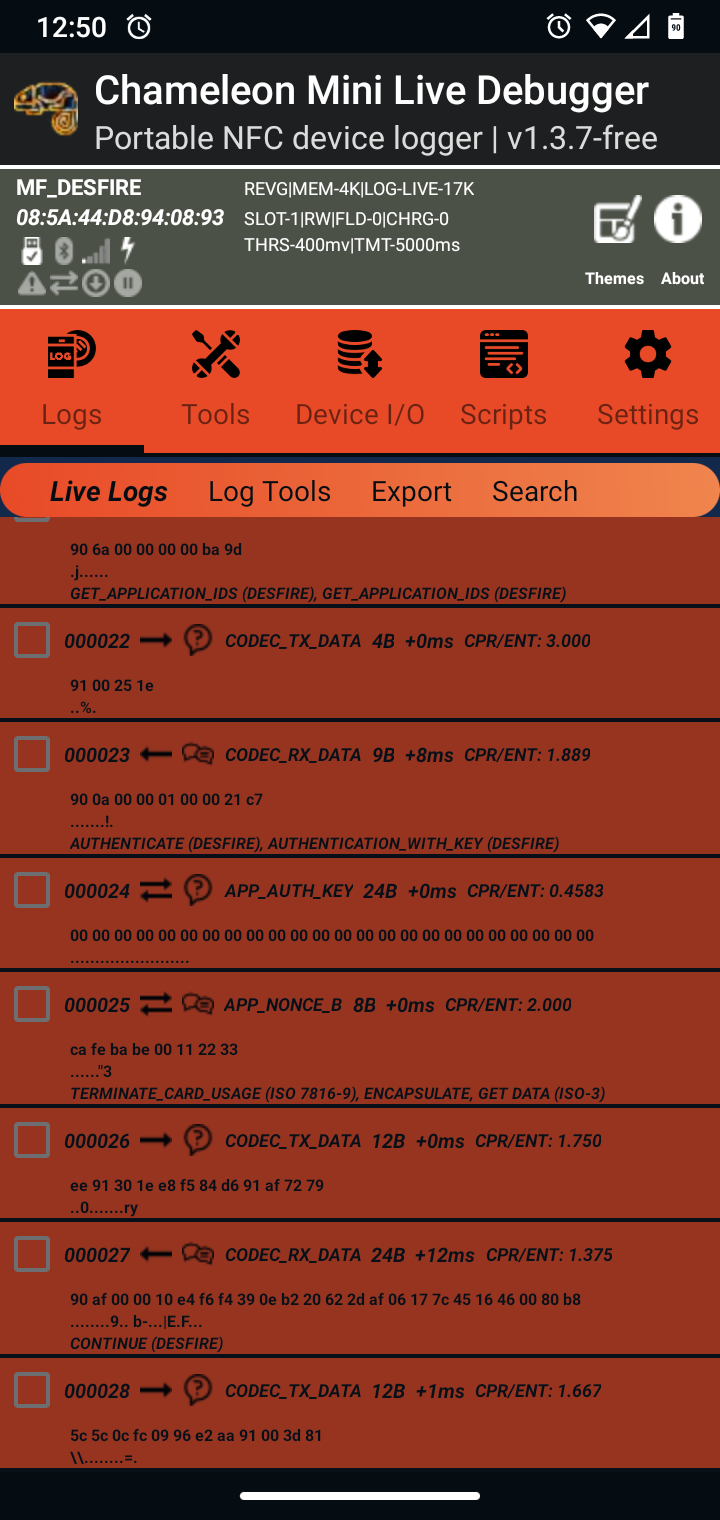 12:50
90
Chameleon Mini Live Debugger
Portable NFC device logger | v1.3.7-free
MF_DESFIRE
08:5A:44:D8:94:08:93
REVG|MEM-4K|LOG-LIVE-17K
SLOT-1|RW|FLD-0|CHRG-0
THRS-400mv|TMT-5000ms
Themes About
LOG
Logs Tools Device I/O Scripts Settings
Live Logs Log Tools Export Search
90 6a 00 00 00 00 ba 9d
.j......
GET_APPLICATION_IDS (DESFIRE), GET_APPLICATION_IDS (DESFIRE)
000022 CODEC_TX_DATA 4B +0ms CPR/ENT: 3.000
91 00 25 1e
..%.
000023 CODEC_RX_DATA 9B +8ms CPR/ENT: 1.889
90 0a 00 00 01 00 00 21 c7
.......!.
AUTHENTICATE (DESFIRE), AUTHENTICATION_WITH_KEY (DESFIRE)
000024 APP_AUTH_KEY 24B +0ms CPR/ENT: 0.4583
00 00 00 00 00 00 00 00 00 00 00 00 00 00 00 00 00 00 00 00 00 00 00 00
........................
000025 APP_NONCE_B 8B +0ms CPR/ENT: 2.000
ca fe ba be 00 11 22 33
......"3
TERMINATE_CARD_USAGE (ISO 7816-9), ENCAPSULATE, GET DATA (ISO-3)
000026 CODEC_TX_DATA 12B +0ms CPR/ENT: 1.750
ee 91 30 1e e8 f5 84 d6 91 af 72 79
..0.......ry
000027 CODEC_RX_DATA 24B +12ms CPR/ENT: 1.375
90 af 00 00 10 e4 f6 f4 39 0e b2 20 62 2d af 06 17 7c 45 16 46 00 80 b8
........9.. b-...|E.F...
CONTINUE (DESFIRE)
000028 CODEC_TX_DATA 12B +1ms CPR/ENT: 1.667
5c 5c 0c fc 09 96 e2 aa 91 00 3d 81
\\........=.